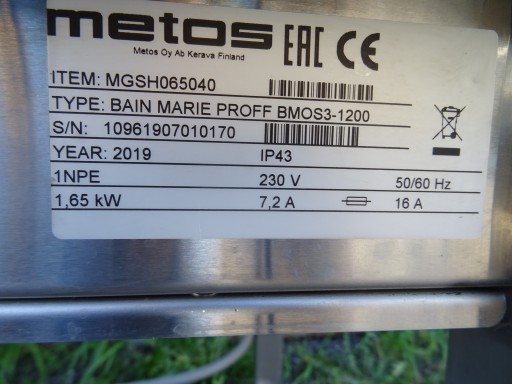 metos EAC CE
Metos Oy Ab Kerava Finland
ITEM: MGSH065040
TYPE: BAIN MARIE PROFF BMOS3-1200
S/N: 10961907010170
YEAR: 2019 IP43
1NPE 230 V 50/60 Hz
1,65 kW 7,2 A 16 A